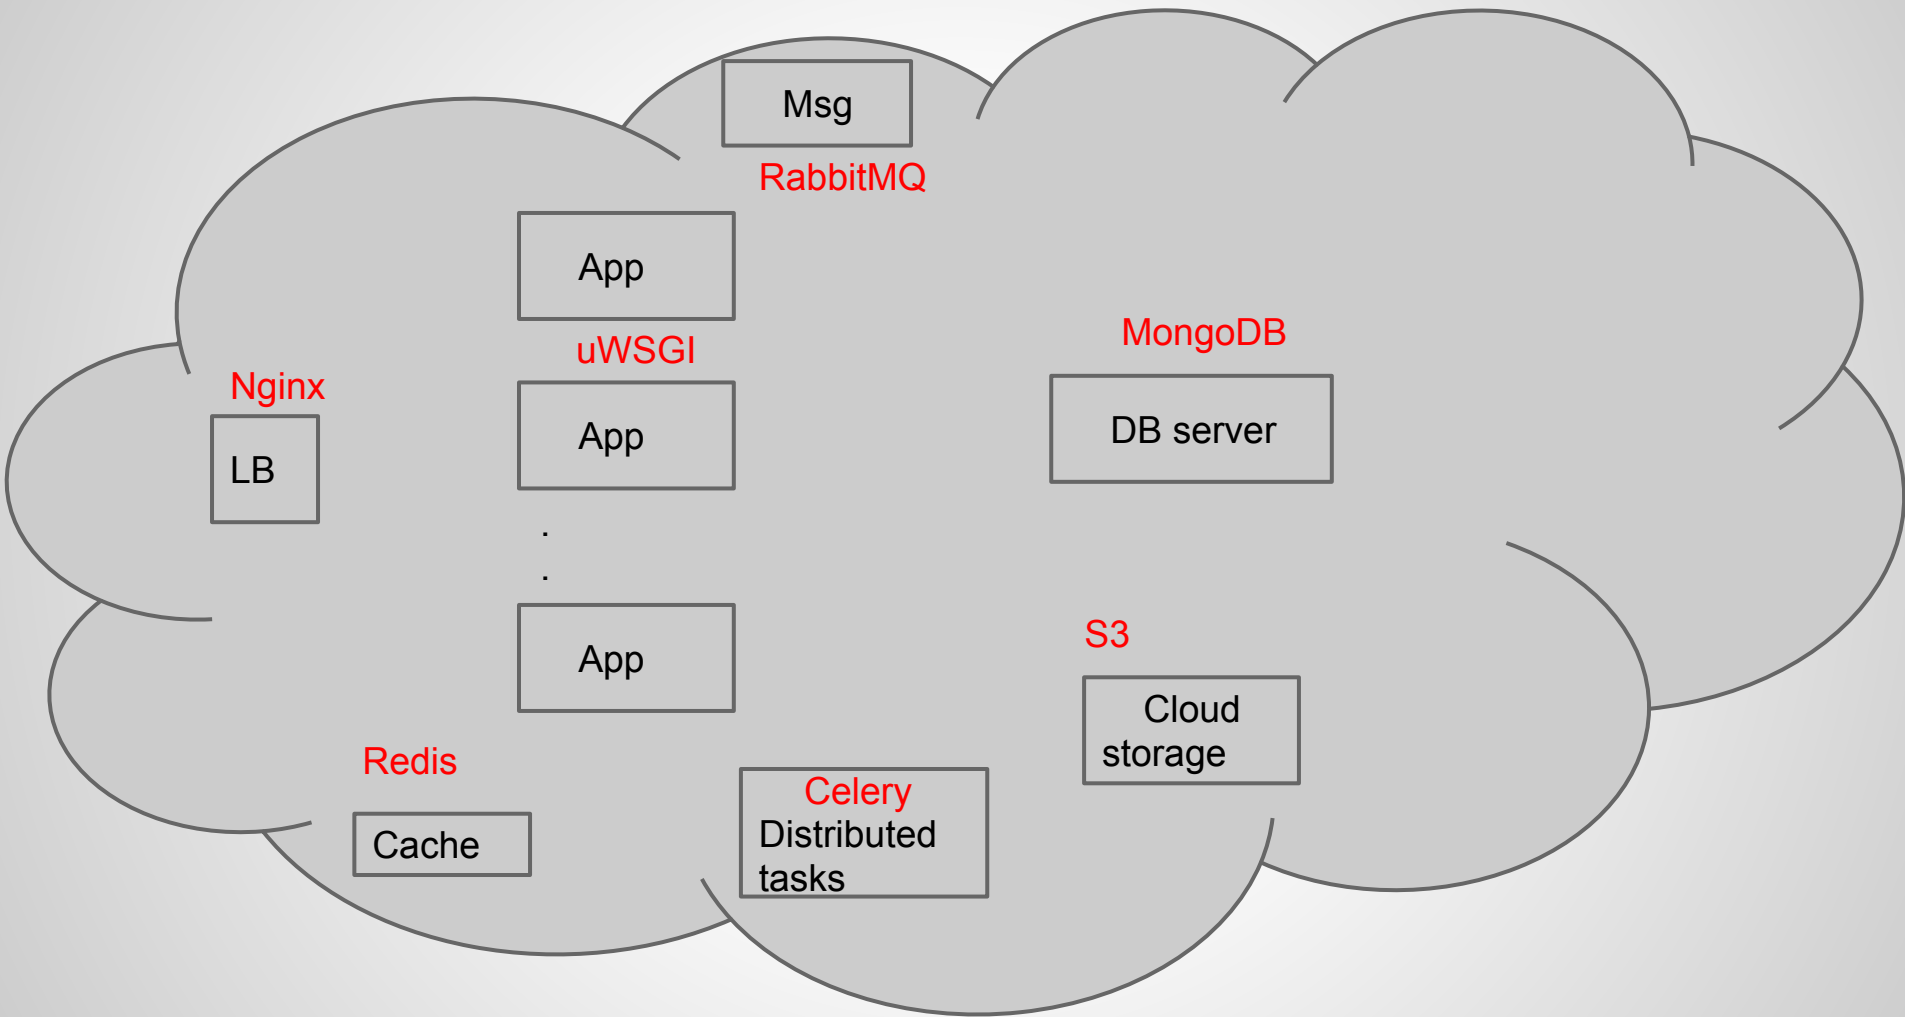 Msg
RabbitMQ
App
uWSGI
MongoDB
Nginx
App
DB server
LB
.
.
S3
App
Cloud
storage
Redis
Celery
Distributed
tasks
Cache